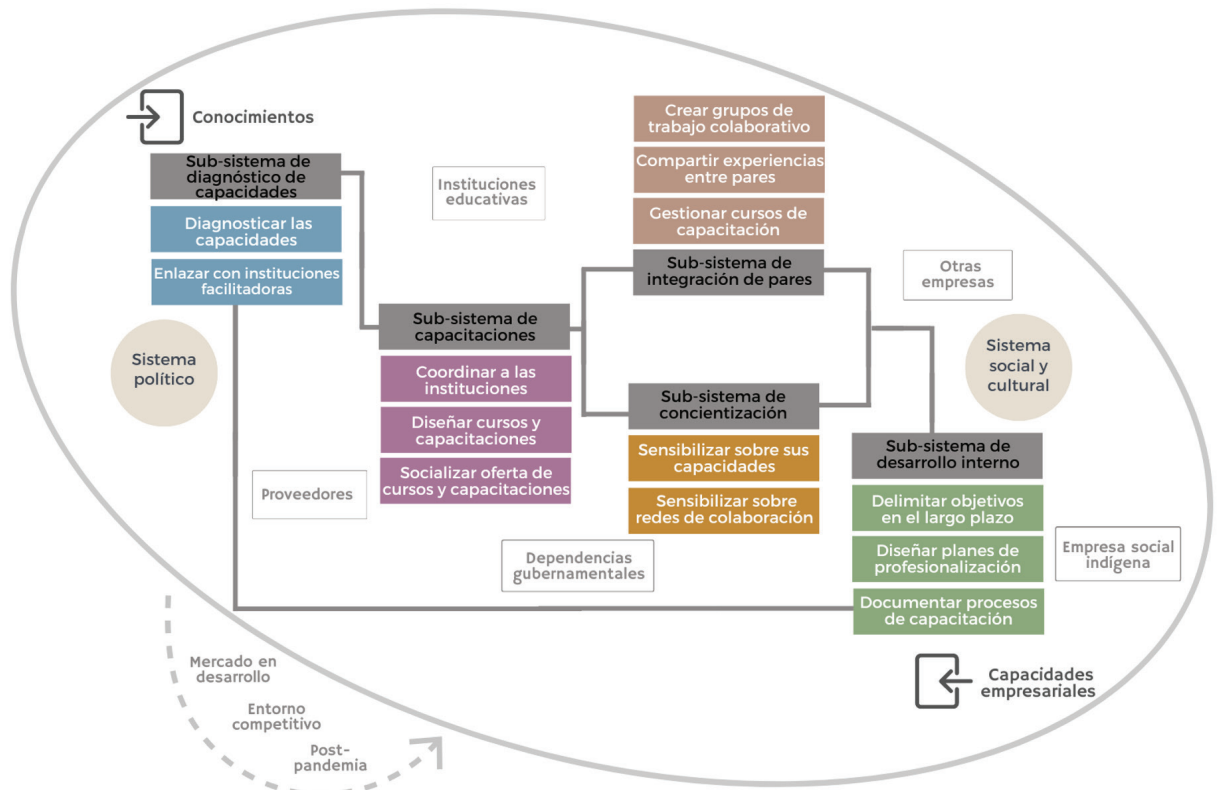 Conocimientos
Sub-sistema de
diagnóstico de
capacidades
Diagnosticar las
capacidades
Enlazar con instituciones
facilitadoras
Sistema
político
Instituciones
educativas
Sub-sistema de
capacitaciones
Coordinar a las
instituciones
Diseñar cursos y
capacitaciones
Socializar oferta de
cursos y capacitaciones
Proveedores
Crear grupos de
trabajo colaborativo
Compartir experiencias
entre pares
Gestionar cursos de
capacitación
Sub-sistema de
integración de pares
Sub-sistema de
concientización
Sensibilizar sobre sus
capacidades
Sensibilizar sobre
redes de colaboración
Dependencias
gubernamentales
Otras
empresas
Sistema
social y
cultural
Sub-sistema de
desarrollo interno
Delimitar objetivos
en el largo plazo
Diseñar planes de
profesionalización
Documentar procesos
de capacitación
Empresa social
indígena
Capacidades
empresariales
Mercado en
desarrollo
Entorno
competitivo
Post-
pandemia